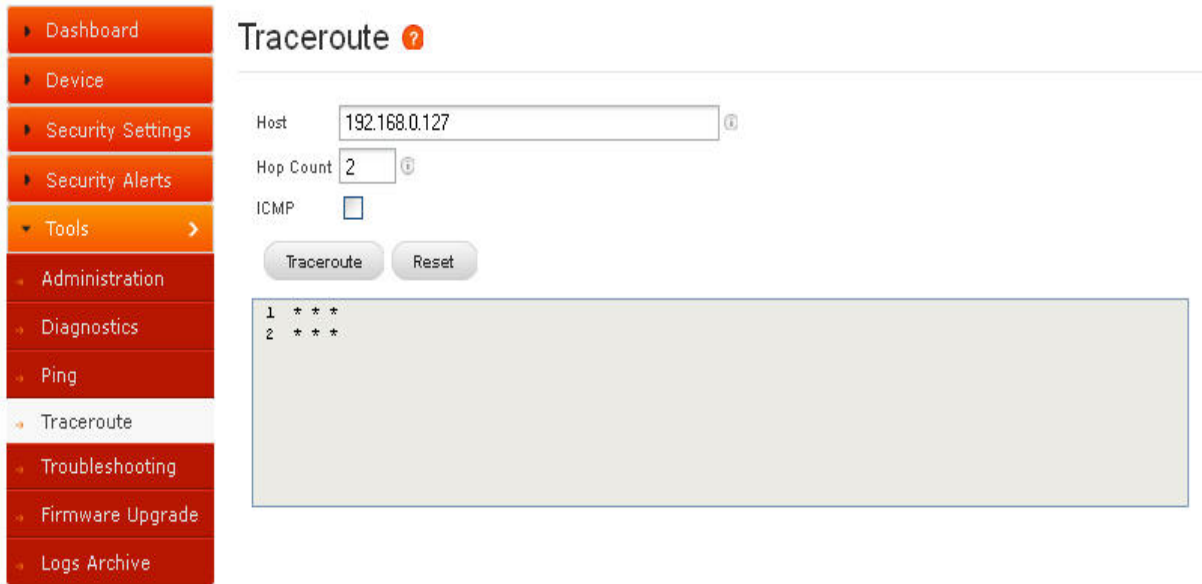 Dashboard
Device
Security Settings
Security Alerts
Tools
Administration
Diagnostics
Ping
Traceroute
Troubleshooting
Firmware Upgrade
Logs Archive
Traceroute ?
Host 192.168.0.127
Hop Count 2
ICMP
Traceroute Reset
1 * * *
2 * * *